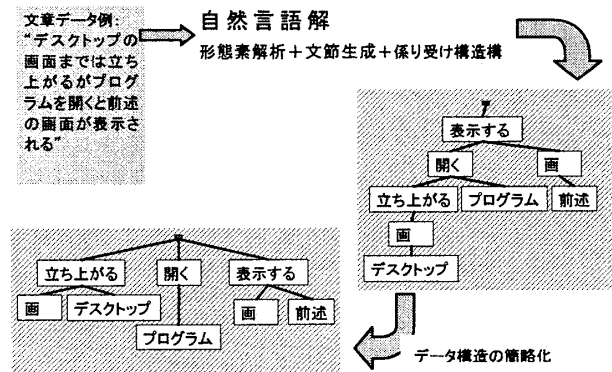 文章データ例:
“デスクトップの
画面までは立ち
上がるがプログ
ラムを開くと前述
の画面が表示さ
れる”
自然言語解
形態素解析+文節生成+係り受け構造構
表示する
開く
画
立ち上がる
プログラム
前述
画
デスクトップ
立ち上がる
開く
表示する
画
デスクトップ
画
前述
プログラム
データ構造の簡略化